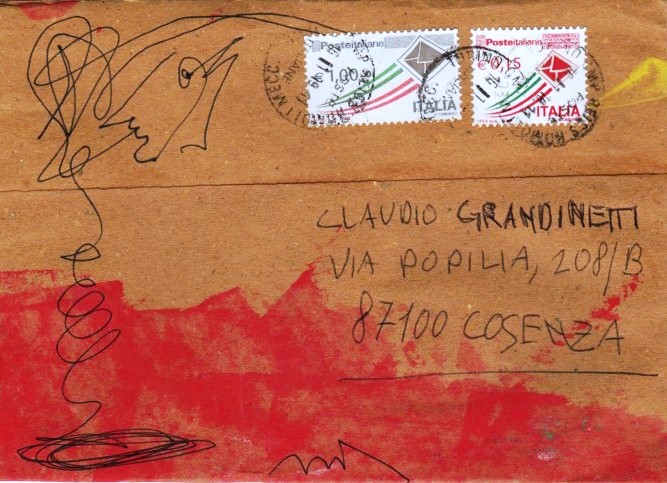 Posteitaliane
1,00
ITALIA
Posteitaliane
€ 0,15
ITALIA
CLAUDIO GRANDINETTI
VIA POPILIA, 208/B
87100 COSENZA